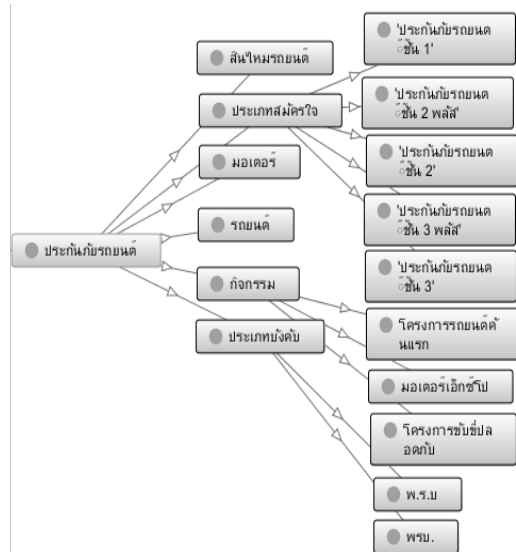 'ประกันภัยรถยนต
์ชั้น 1'
สินไหมรถยนต์
'ประกันภัยรถยนต
์ชั้น 2 พลัส'
ประเภทสมัครใจ
'ประกันภัยรถยนต
์ชั้น 2'
มอเตอร์
'ประกันภัยรถยนต
์ชั้น 3 พลัส'
รถยนต์
ประกันภัยรถยนต์
'ประกันภัยรถยนต
์ชั้น 3'
กิจกรรม
โครงการรถยนต์คั
นแรก
ประเภทบังคับ
มอเตอร์เอ็กซ์โป
โครงการขับขี่ปล
อดภับ
พ.ร.บ
พรบ.